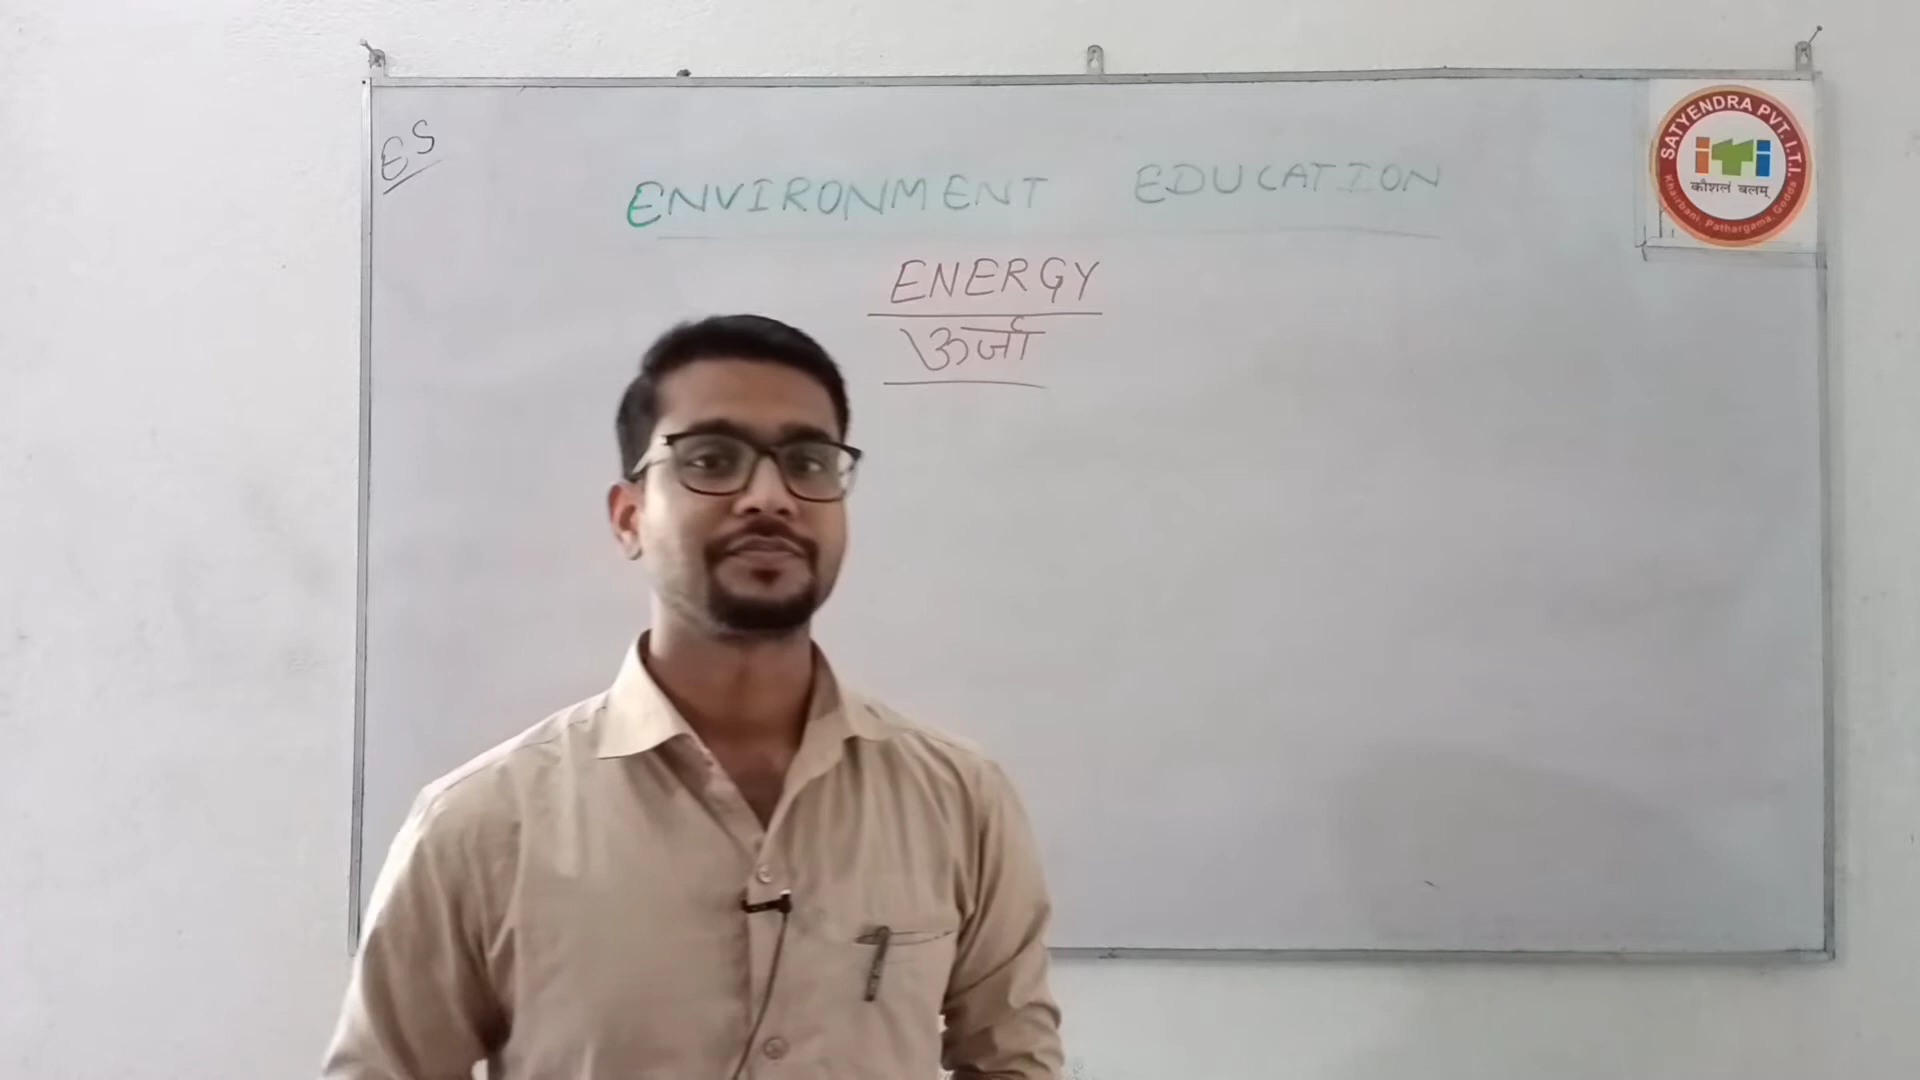 ES
ENVIRONMENT EDUCATION
ENERGY
ऊर्जा
SATYENDRA PVT. I.T.I.
iTi
कौशलं बलम्
Khairbani, Pathargama, Godda